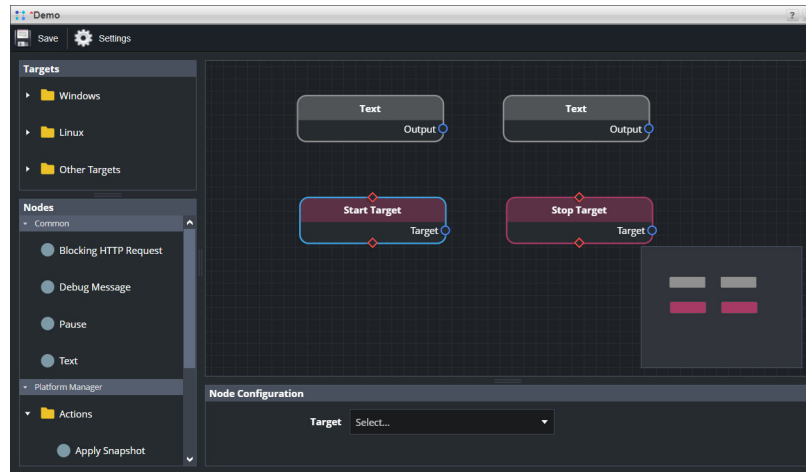 *Demo
?
Save
Settings
Targets
Windows
Linux
Other Targets
Nodes
Common
Blocking HTTP Request
Debug Message
Pause
Text
Platform Manager
Actions
Apply Snapshot
Text
Output
Text
Output
Start Target
Target
Stop Target
Target
Node Configuration
Target Select...